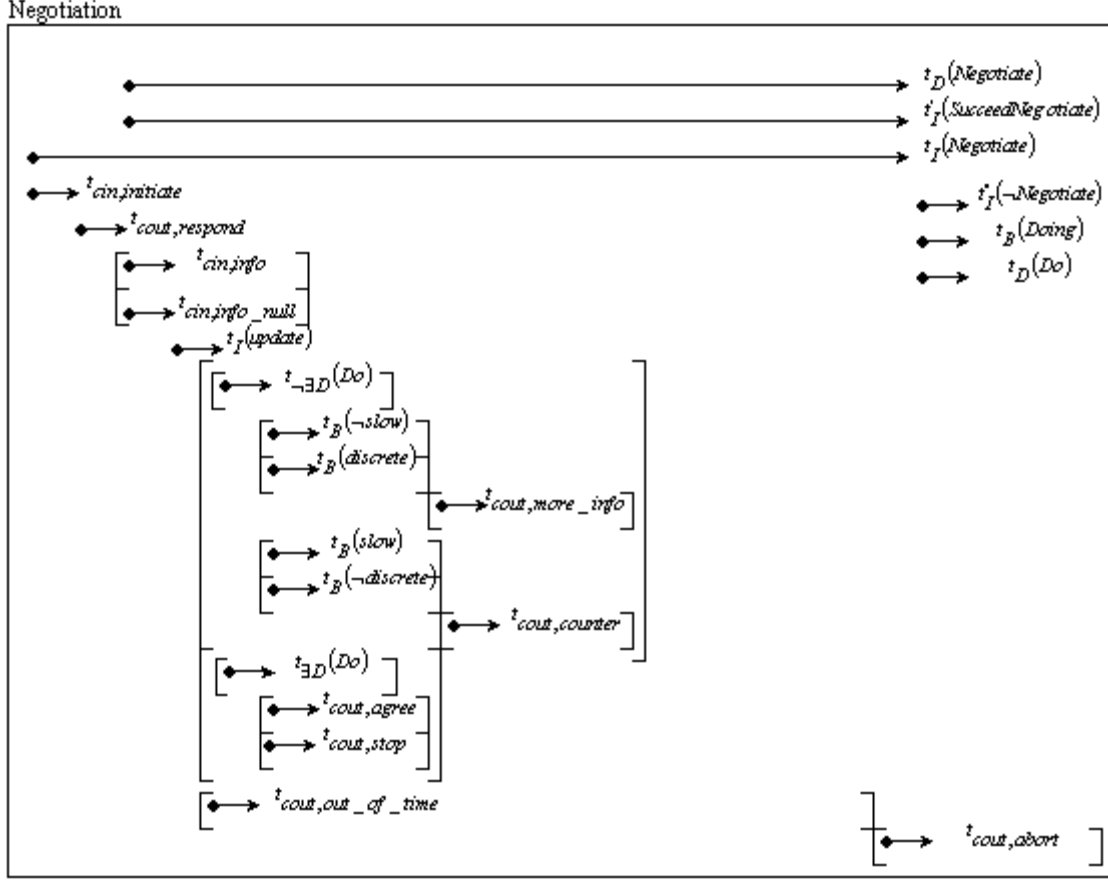 Negotiation
t_D(Negotiate)
t'_I(SucceedNegotiate)
t_I(Negotiate)
t_cin,initiate
t"_I(¬Negotiate)
t_cout,respond
t_B(Doing)
t_cin,info
t_D(Do)
t_cin,info_null
t_I(update)
t_¬∃D(Do)
t_B(¬slow)
t_B(discrete)
t_cout,more_info
t_B(slow)
t_B(¬discrete)
t_cout,counter
t_∃D(Do)
t_cout,agree
t_cout,stop
t_cout,out_of_time
t_cout,abort